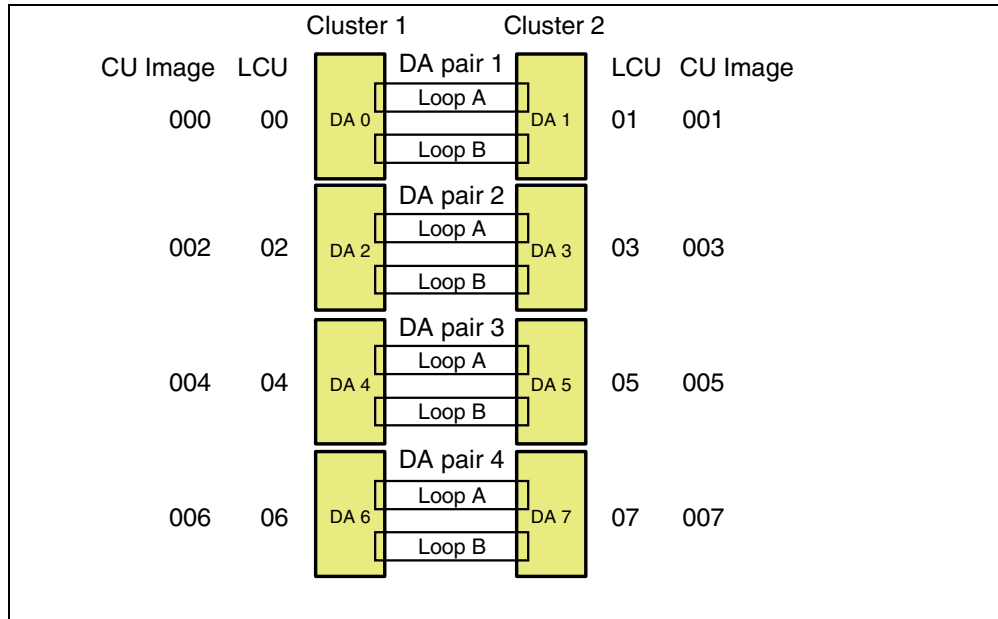 Cluster 1 Cluster 2
CU Image LCU DA pair 1 LCU CU Image
Loop A
000 00 DA 0 DA 1 01 001
Loop B
DA pair 2
Loop A
002 02 DA 2 DA 3 03 003
Loop B
DA pair 3
Loop A
004 04 DA 4 DA 5 05 005
Loop B
DA pair 4
Loop A
006 06 DA 6 DA 7 07 007
Loop B